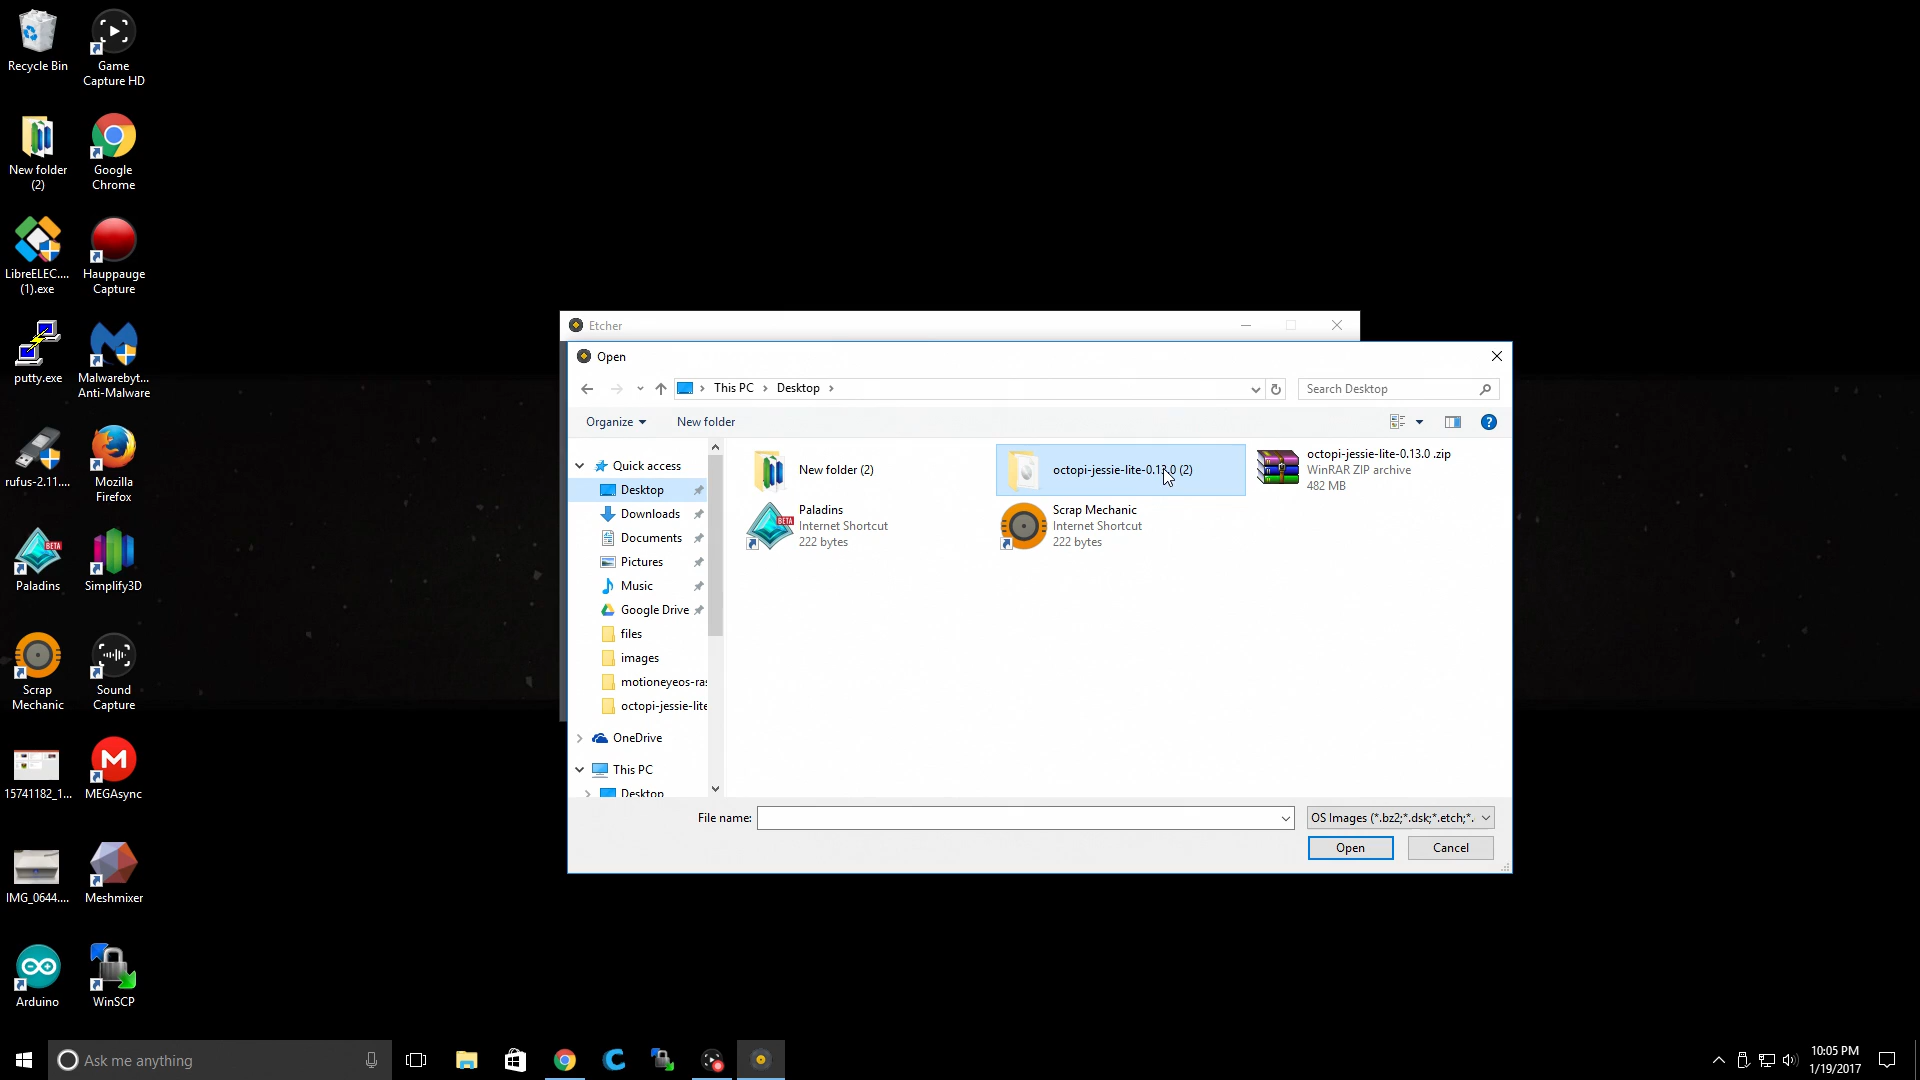 Recycle Bin
Game
Capture HD
New folder
(2)
Google
Chrome
LibreELEC....
(1).exe
Hauppauge
Capture
putty.exe
Malwarebyt...
Anti-Malware
rufus-2.11....
Mozilla
Firefox
Paladins
Simplify3D
Scrap
Mechanic
Sound
Capture
15741182_1...
MEGAsync
IMG_0644....
Meshmixer
Arduino
WinSCP
Etcher
Open
This PC
Desktop
Search Desktop
Organize
New folder
Quick access
Desktop
Downloads
Documents
Pictures
Music
Google Drive
files
images
motioneyeos-ras
octopi-jessie-lite
OneDrive
This PC
Desktop
New folder (2)
octopi-jessie-lite-0.13.0 (2)
octopi-jessie-lite-0.13.0 .zip
WinRAR ZIP archive
482 MB
BETA
Paladins
Internet Shortcut
222 bytes
Scrap Mechanic
Internet Shortcut
222 bytes
File name:
OS Images (*.bz2;*.dsk;*.etch;*.
Open
Cancel
Ask me anything
10:05 PM
1/19/2017